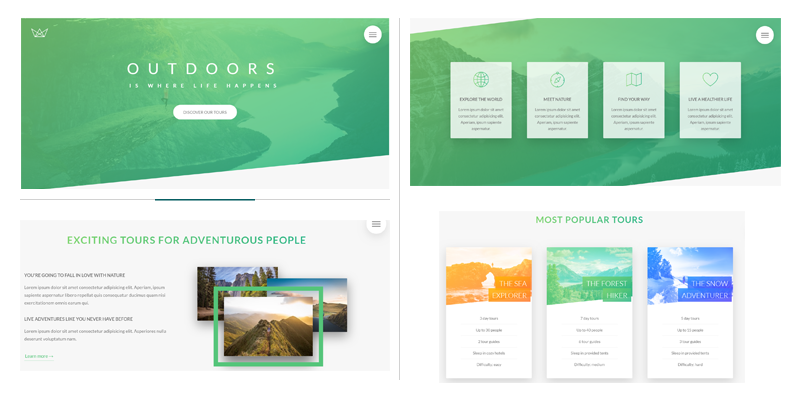 OUTDOORS
IS WHERE LIFE HAPPENS
DISCOVER OUR TOURS
EXCITING TOURS FOR ADVENTUROUS PEOPLE
YOU'RE GOING TO FALL IN LOVE WITH NATURE
Lorem ipsum dolor sit amet consectetur adipisicing elit. Ipsum
sapiente aspernatur libero repellat quis consequatur ducimus quam nisi
exercitationem omnis earum qui.
LIVE ADVENTURES LIKE YOU NEVER HAVE BEFORE
Lorem ipsum dolor sit amet consectetur adipisicing elit. Asperiores nulla
deserunt voluptatum nam.
Learn more →
EXPLORE THE WORLD
Lorem ipsum dolor sit amet
consectetur adipisicing elit.
Aperiam, ipsum sapiente
aspernatur.
MEET NATURE
Lorem ipsum dolor sit amet
consectetur adipisicing elit.
Aperiam, ipsum sapiente
aspernatur.
FIND YOUR WAY
Lorem ipsum dolor sit amet
consectetur adipisicing elit.
Aperiam, ipsum sapiente
aspernatur.
LIVE A HEALTHIER LIFE
Lorem ipsum dolor sit amet
consectetur adipisicing elit.
Aperiam, ipsum sapiente
aspernatur.
MOST POPULAR TOURS
THE SEA
EXPLORER
3 day tours
Up to 30 people
2 tour guides
Sleep in cozy hotels
Difficulty: easy
THE FOREST
HIKER
7 day tours
Up to 40 people
6 tour guides
Sleep in provided tents
Difficulty: medium
THE SNOW
ADVENTURER
5 day tours
Up to 15 people
3 tour guides
Sleep in provided tents
Difficulty: hard